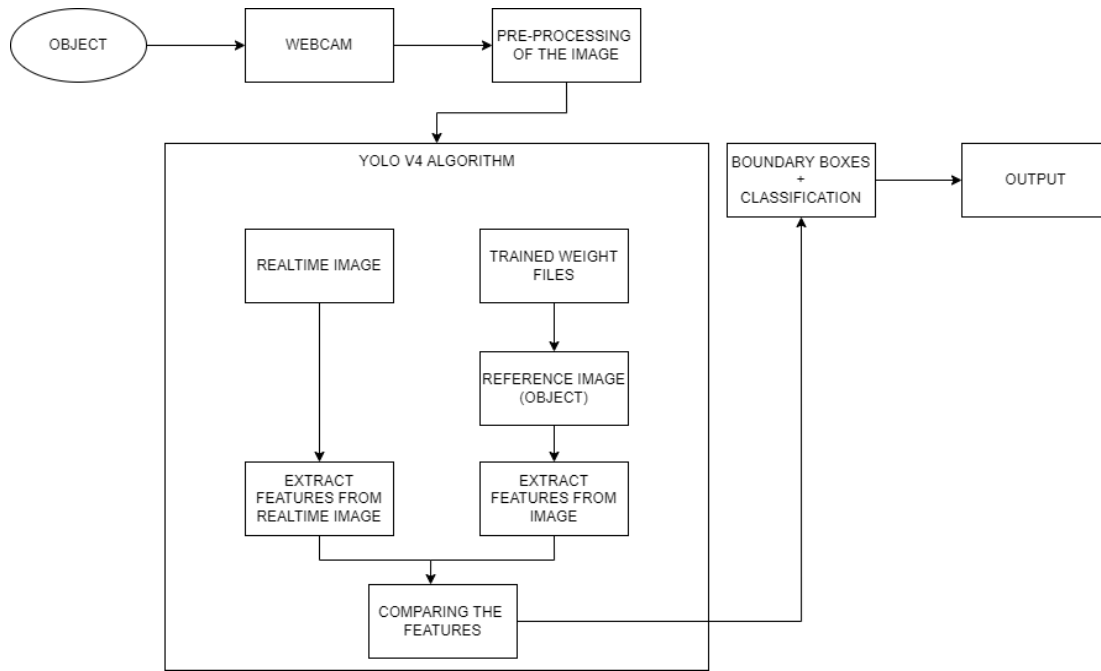 OBJECT
WEBCAM
PRE-PROCESSING
OF THE IMAGE
YOLO V4 ALGORITHM
BOUNDARY BOXES
+
CLASSIFICATION
OUTPUT
REALTIME IMAGE
TRAINED WEIGHT
FILES
REFERENCE IMAGE
(OBJECT)
EXTRACT
FEATURES FROM
REALTIME IMAGE
EXTRACT
FEATURES FROM
IMAGE
COMPARING THE
FEATURES